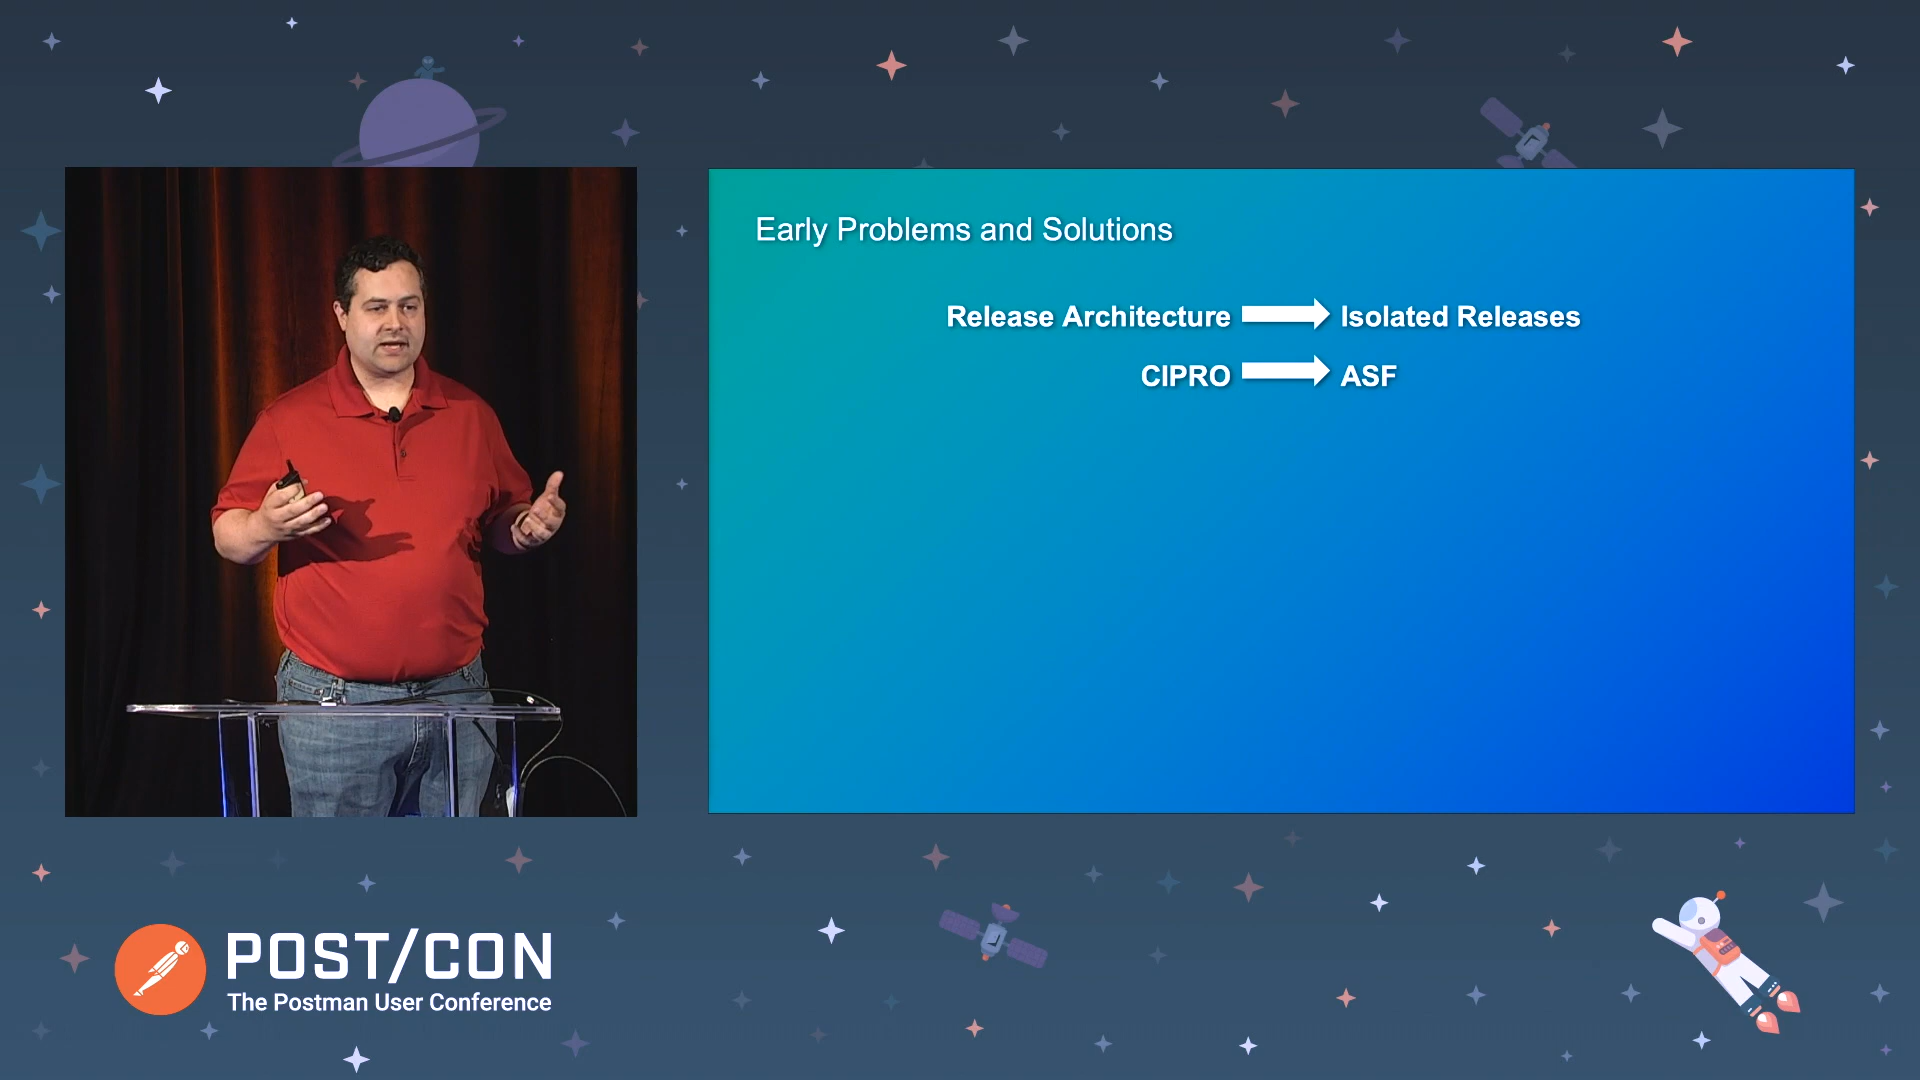 Early Problems and Solutions
Release Architecture Isolated Releases
CIPRO ASF
POST/CON
The Postman User Conference